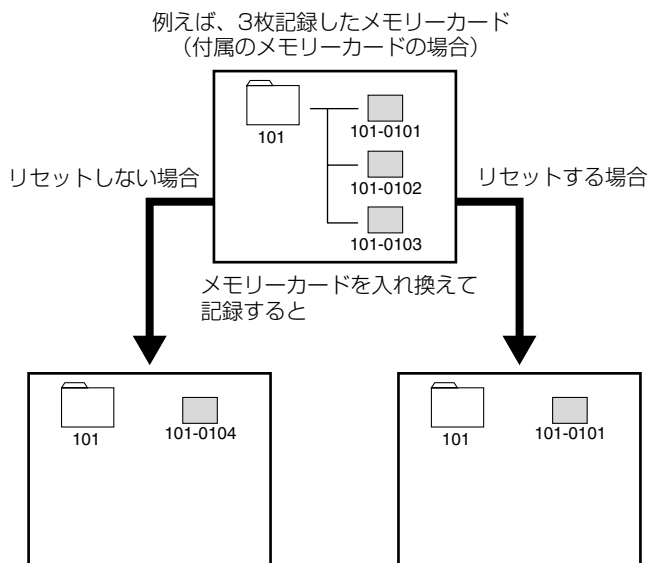 例えば、3枚記録したメモリーカード
（付属のメモリーカードの場合）
101
101-0101
101-0102
101-0103
リセットしない場合
リセットする場合
メモリーカードを入れ換えて
記録すると
101
101-0104
101
101-0101